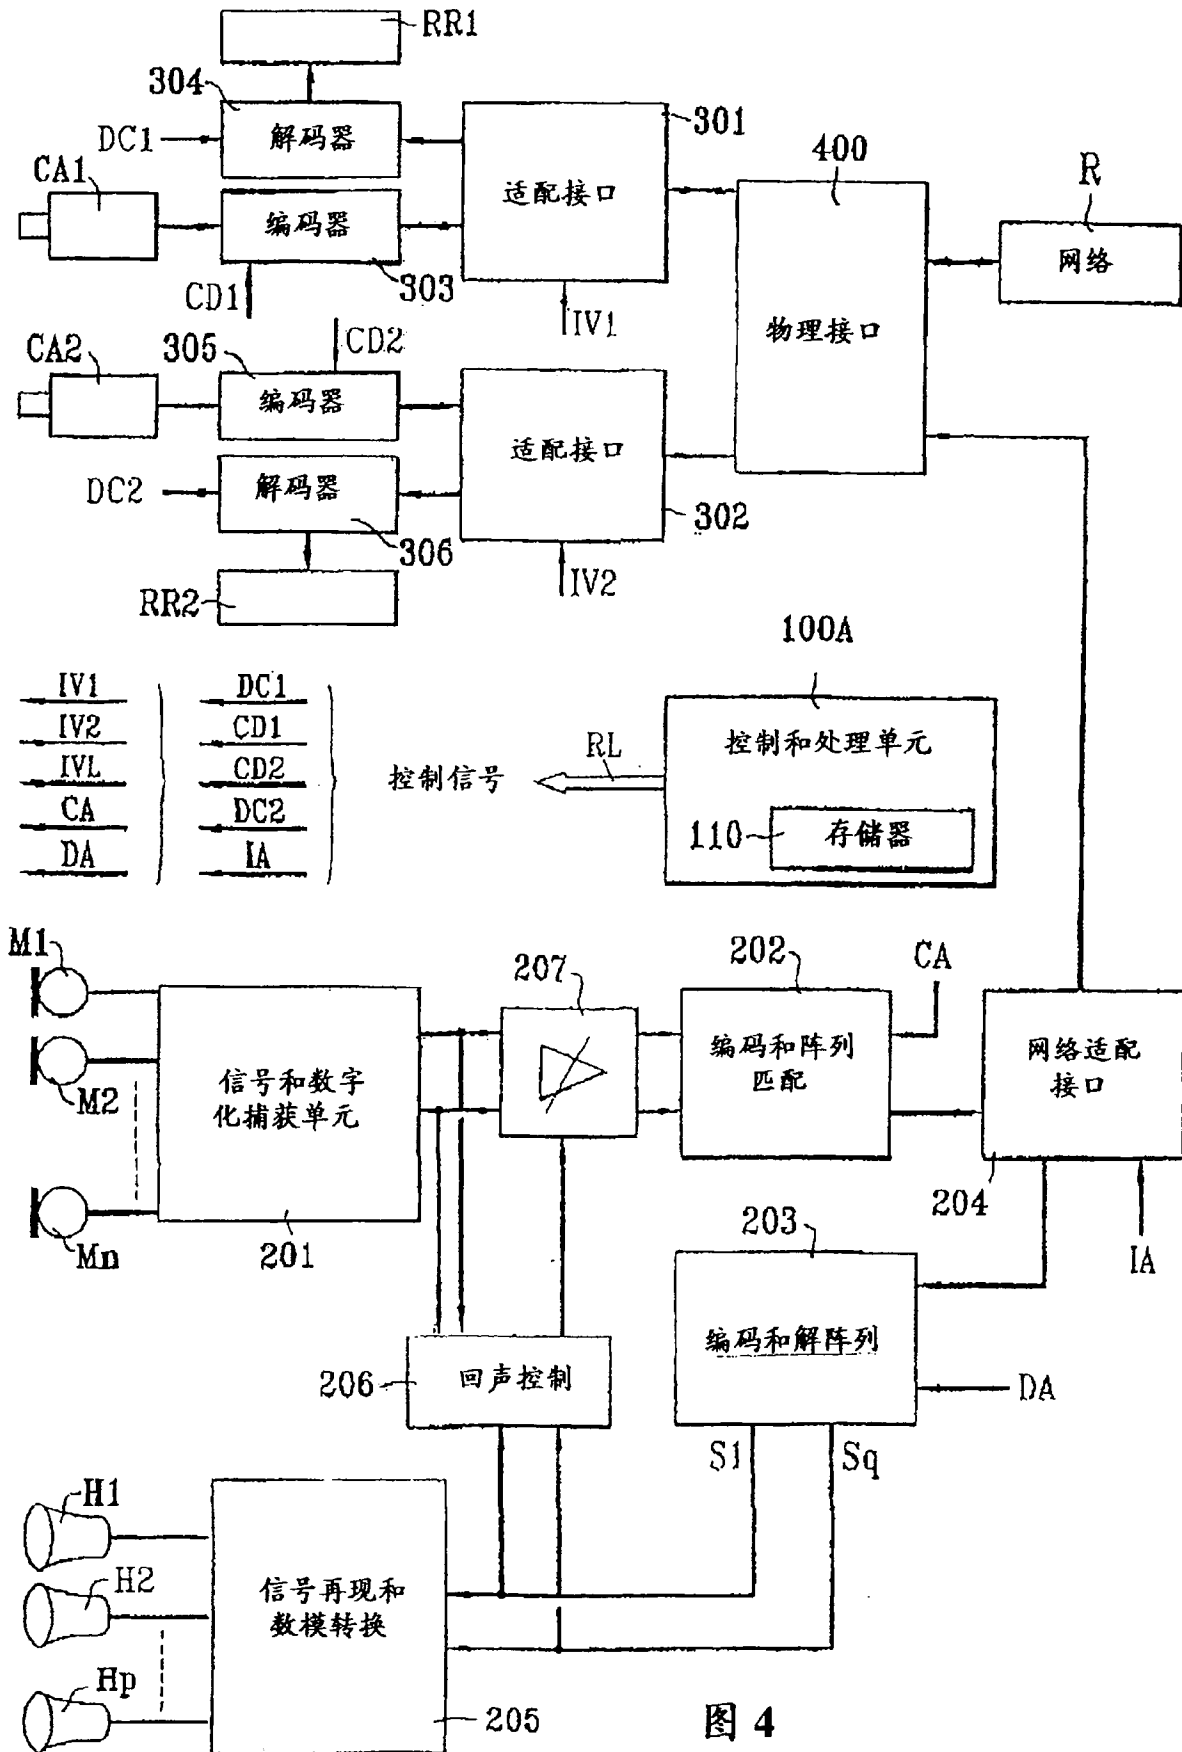 RR1
304
301
DC1
解码器
400
CA1
适配接口
R
编码器
网络
CD1
303
IV1
物理接口
CD2
CA2
305
编码器
适配接口
DC2
解码器
302
306
IV2
RR2
100A
IV1
DC1
IV2
CD1
控制和处理单元
RL
IVL
CD2
控制信号
CA
DC2
110
存储器
DA
IA
M1
207
202
CA
M2
信号和数字
化捕获单元
编码和阵列
匹配
网络适配
接口
Mn
201
203
204
IA
206
回声控制
编码和解阵列
DA
S1
Sq
H1
H2
信号再现和
数模转换
Hp
205
图 4